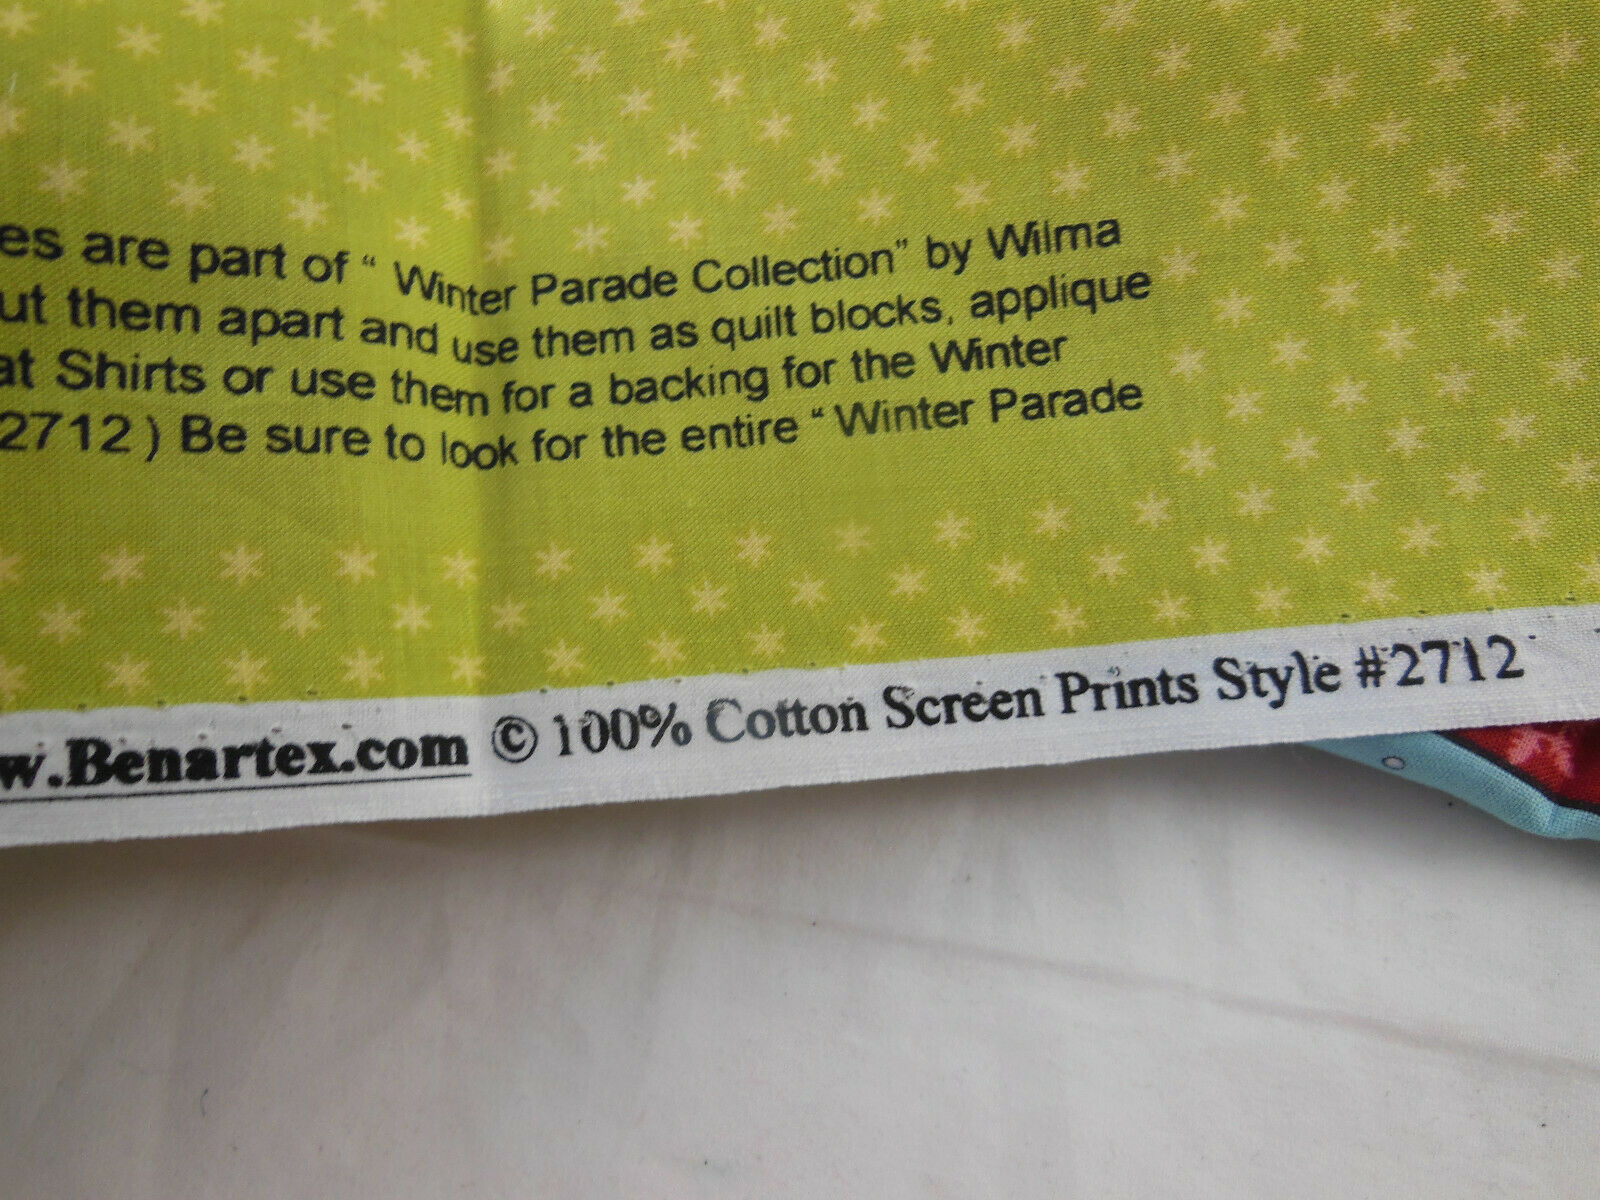 es are part of “ Winter Parade Collection” by Wilma
ut them apart and use them as quilt blocks, applique
at Shirts or use them for a backing for the Winter
2712 ) Be sure to look for the entire “ Winter Parade
w.Benartex.com © 100% Cotton Screen Prints Style #2712